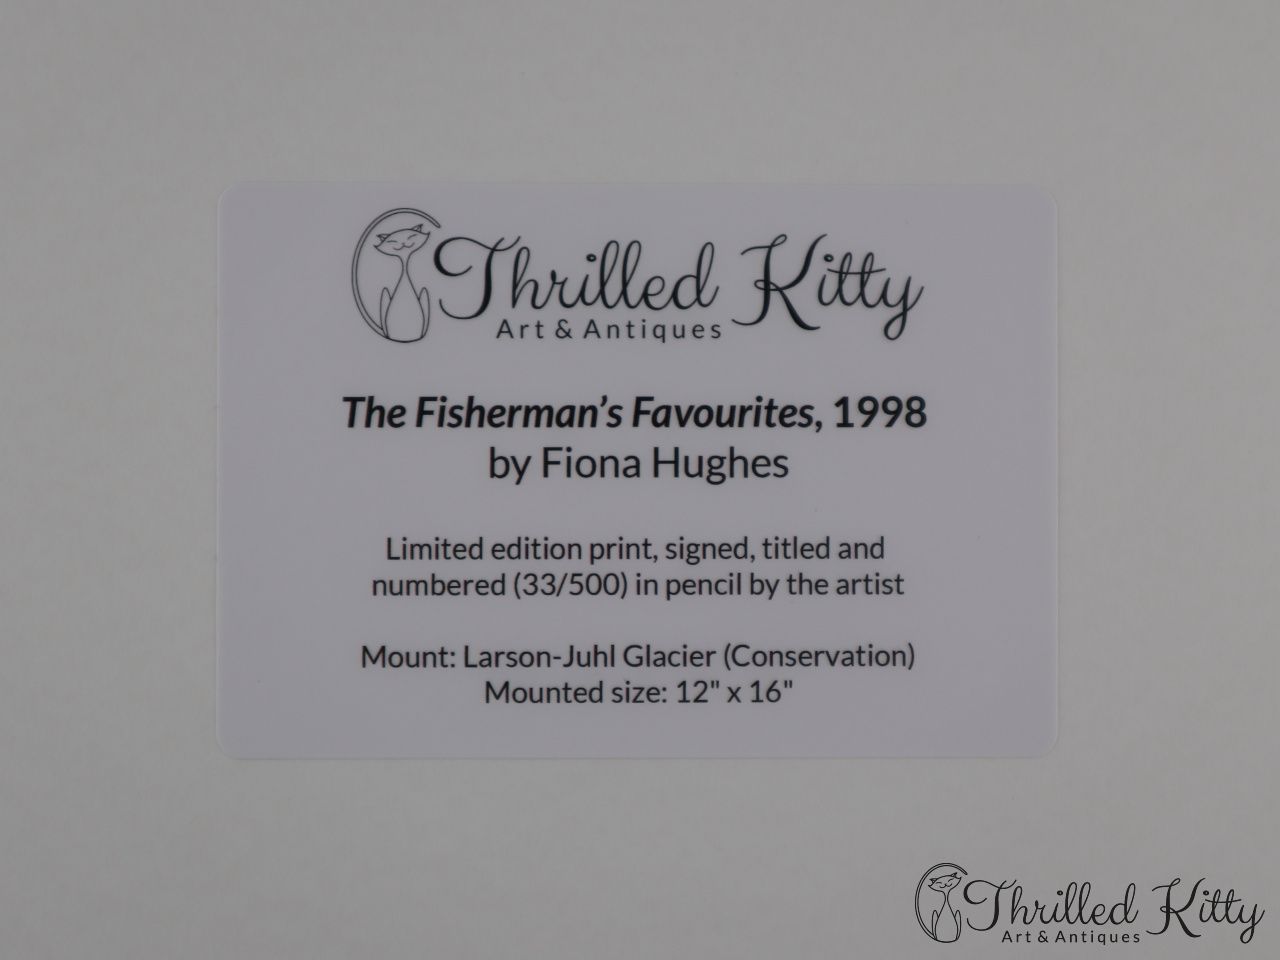 Thrilled Kitty
Art & Antiques
The Fisherman's Favourites, 1998
by Fiona Hughes
Limited edition print, signed, titled and
numbered (33/500) in pencil by the artist
Mount: Larson-Juhl Glacier (Conservation)
Mounted size: 12" x 16"
Thrilled Kitty
Art & Antiques